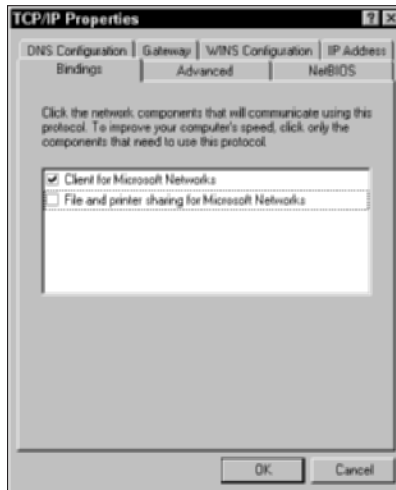 TCP/IP Properties
DNS Configuration Gateway WINS Configuration IP Address
Bindings Advanced NetBIOS
Click the network components that will communicate using this
protocol. To improve your computer's speed, click only the
components that need to use this protocol.
Client for Microsoft Networks
File and printer sharing for Microsoft Networks
OK Cancel